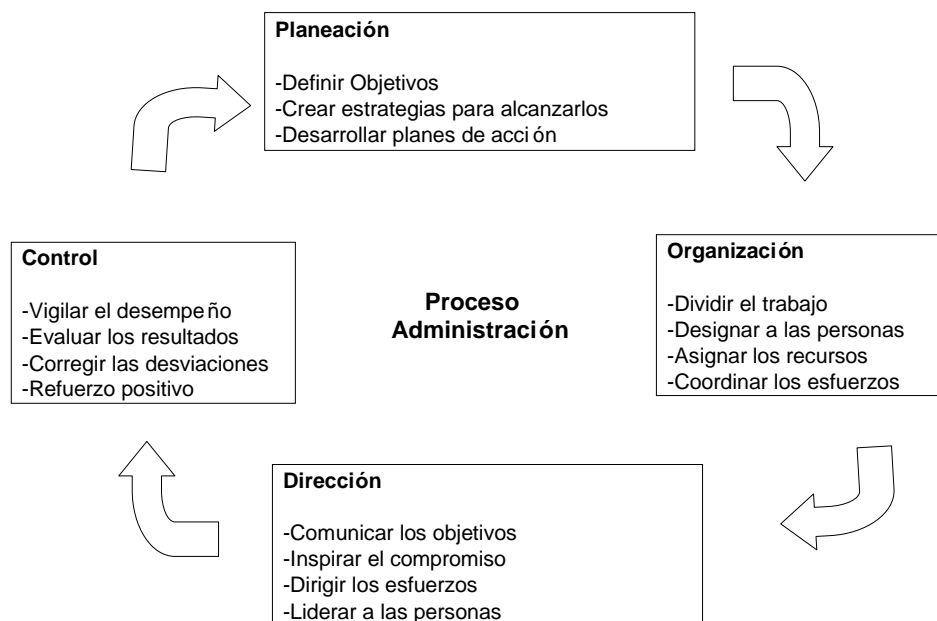 Planeación
-Definir Objetivos
-Crear estrategias para alcanzarlos
-Desarrollar planes de acción
Control
-Vigilar el desempeño
-Evaluar los resultados
-Corregir las desviaciones
-Refuerzo positivo
Proceso
Administración
Organización
-Dividir el trabajo
-Designar a las personas
-Asignar los recursos
-Coordinar los esfuerzos
Dirección
-Comunicar los objetivos
-Inspirar el compromiso
-Dirigir los esfuerzos
-Liderar a las personas